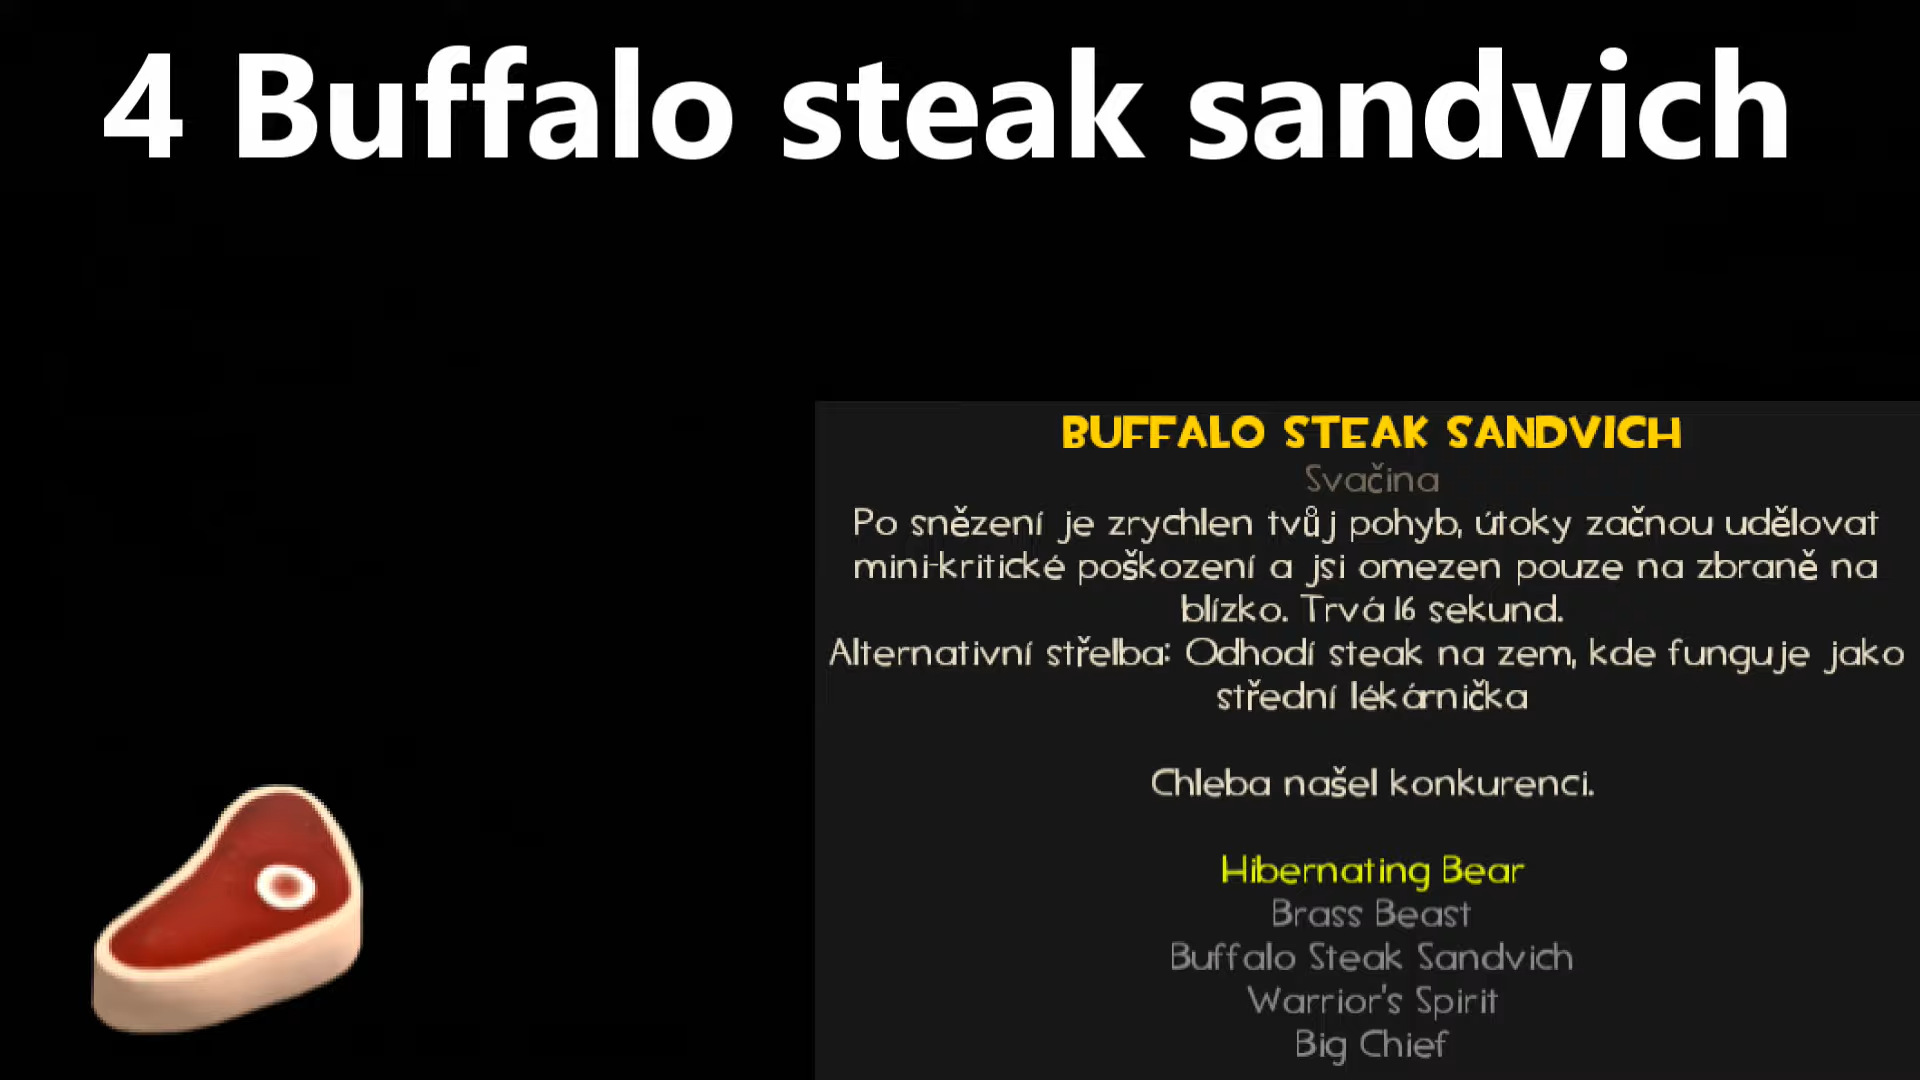 4 Buffalo steak sandvich
BUFFALO STEAK SANDVICH
Svačina
Po snězení je zrychlen tvůj pohyb, útoky začnou udělovat
mini-kritické poškození a jsi omezen pouze na zbraně na
blízko. Trvá 16 sekund.
Alternativní střelba: Odhodí steak na zem, kde funguje jako
střední lékárnička
Chleba našel konkurenci.
Hibernating Bear
Brass Beast
Buffalo Steak Sandvich
Warrior's Spirit
Big Chief